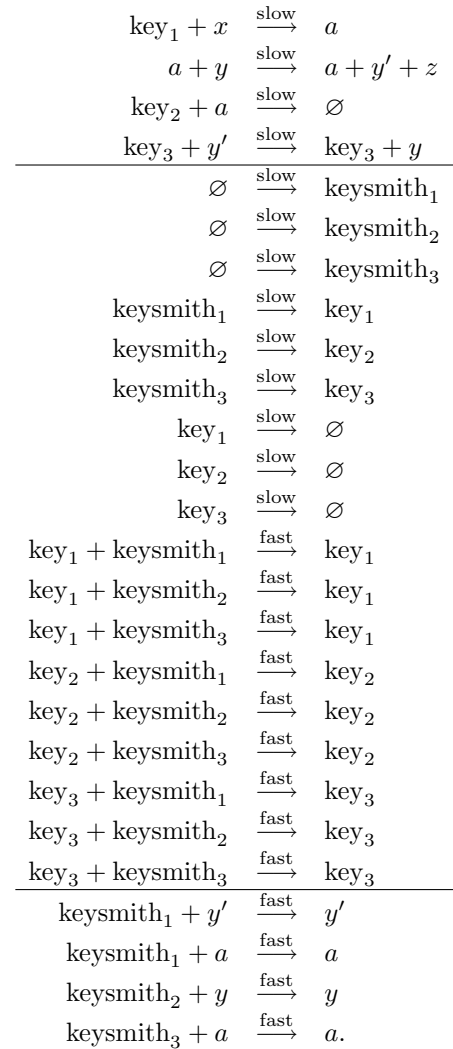 key₁ + x slow⟶ a
a + y slow⟶ a + y′ + z
key₂ + a slow⟶ ∅
key₃ + y′ slow⟶ key₃ + y
∅ slow⟶ keysmith₁
∅ slow⟶ keysmith₂
∅ slow⟶ keysmith₃
keysmith₁ slow⟶ key₁
keysmith₂ slow⟶ key₂
keysmith₃ slow⟶ key₃
key₁ slow⟶ ∅
key₂ slow⟶ ∅
key₃ slow⟶ ∅
key₁ + keysmith₁ fast⟶ key₁
key₁ + keysmith₂ fast⟶ key₁
key₁ + keysmith₃ fast⟶ key₁
key₂ + keysmith₁ fast⟶ key₂
key₂ + keysmith₂ fast⟶ key₂
key₂ + keysmith₃ fast⟶ key₂
key₃ + keysmith₁ fast⟶ key₃
key₃ + keysmith₂ fast⟶ key₃
key₃ + keysmith₃ fast⟶ key₃
keysmith₁ + y′ fast⟶ y′
keysmith₁ + a fast⟶ a
keysmith₂ + y fast⟶ y
keysmith₃ + a fast⟶ a.